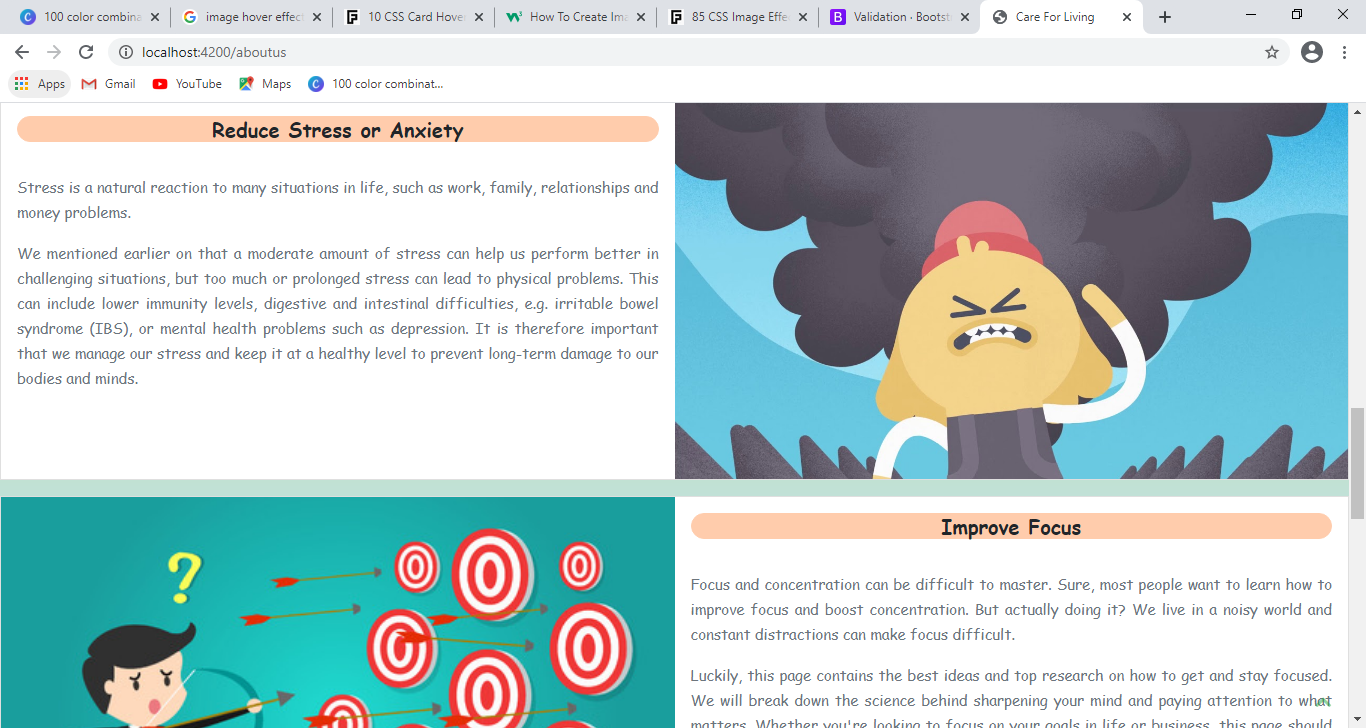 100 color combina
image hover effect
10 CSS Card Hover
How To Create Ima
85 CSS Image Effe
Validation · Bootst
Care For Living
localhost:4200/aboutus
Apps
Gmail
YouTube
Maps
100 color combinat...
Reduce Stress or Anxiety
Stress is a natural reaction to many situations in life, such as work, family, relationships and
money problems.
We mentioned earlier on that a moderate amount of stress can help us perform better in
challenging situations, but too much or prolonged stress can lead to physical problems. This
can include lower immunity levels, digestive and intestinal difficulties, e.g. irritable bowel
syndrome (IBS), or mental health problems such as depression. It is therefore important
that we manage our stress and keep it at a healthy level to prevent long-term damage to our
bodies and minds.
?
Improve Focus
Focus and concentration can be difficult to master. Sure, most people want to learn how to
improve focus and boost concentration. But actually doing it? We live in a noisy world and
constant distractions can make focus difficult.
Luckily, this page contains the best ideas and top research on how to get and stay focused.
We will break down the science behind sharpening your mind and paying attention to what
matters. Whether you're looking to focus on your goals in life or business, this page should